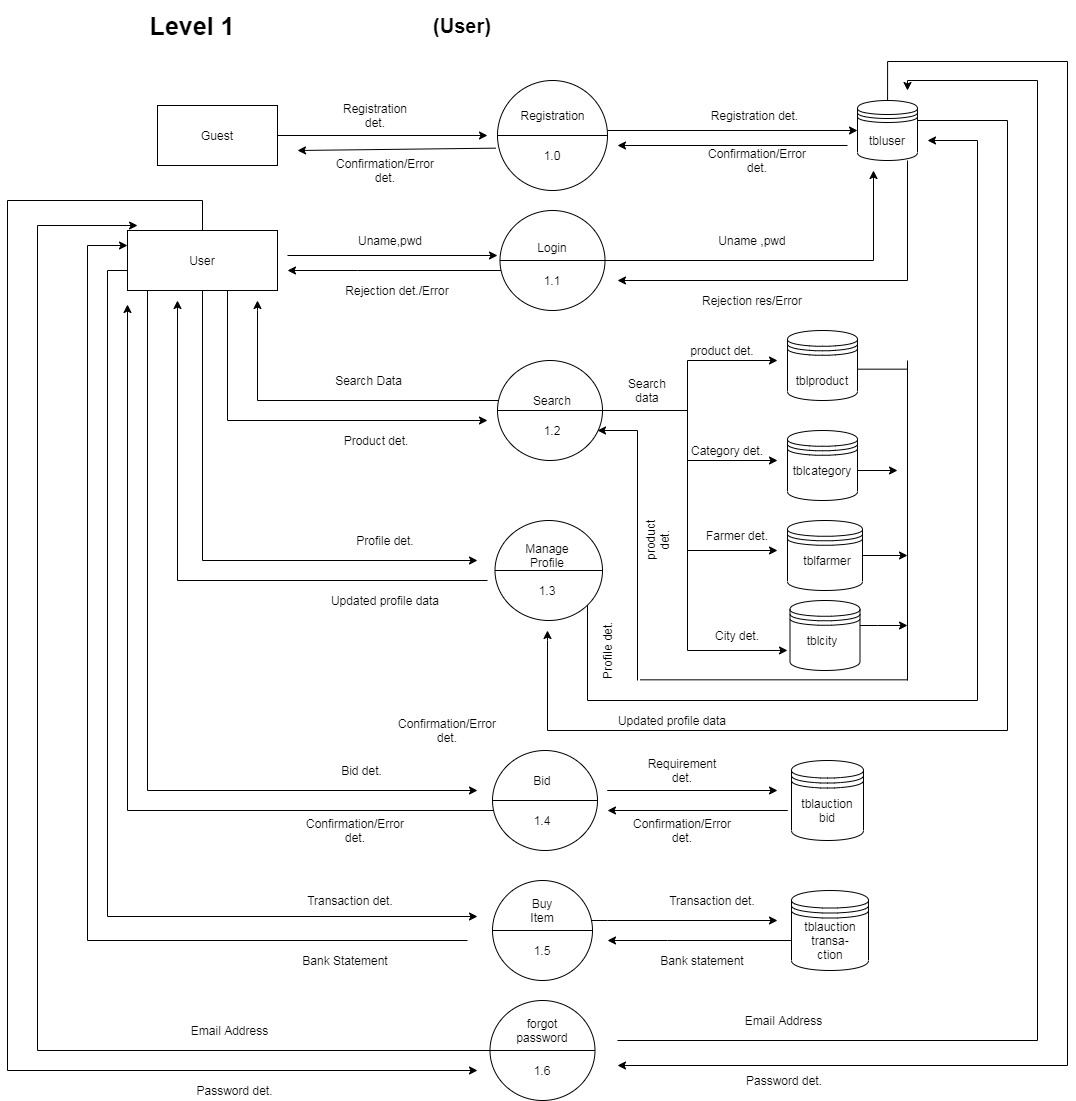 Level 1
(User)
Guest
Registration
det.
Confirmation/Error
det.
Registration
1.0
Registration det.
Confirmation/Error
det.
tbluser
User
Uname,pwd
Rejection det./Error
Login
1.1
Uname ,pwd
Rejection res/Error
Search Data
Product det.
Search
1.2
Search
data
product det.
tblproduct
Category det.
tblcategory
Farmer det.
tblfarmer
City det.
tblcity
product
det.
Profile det.
Updated profile data
Manage
Profile
1.3
Profile det.
Updated profile data
Confirmation/Error
det.
Bid det.
Confirmation/Error
det.
Bid
1.4
Requirement
det.
Confirmation/Error
det.
tblauction
bid
Transaction det.
Bank Statement
Buy
Item
1.5
Transaction det.
Bank statement
tblauction
transa-
ction
Email Address
Password det.
forgot
password
1.6
Email Address
Password det.